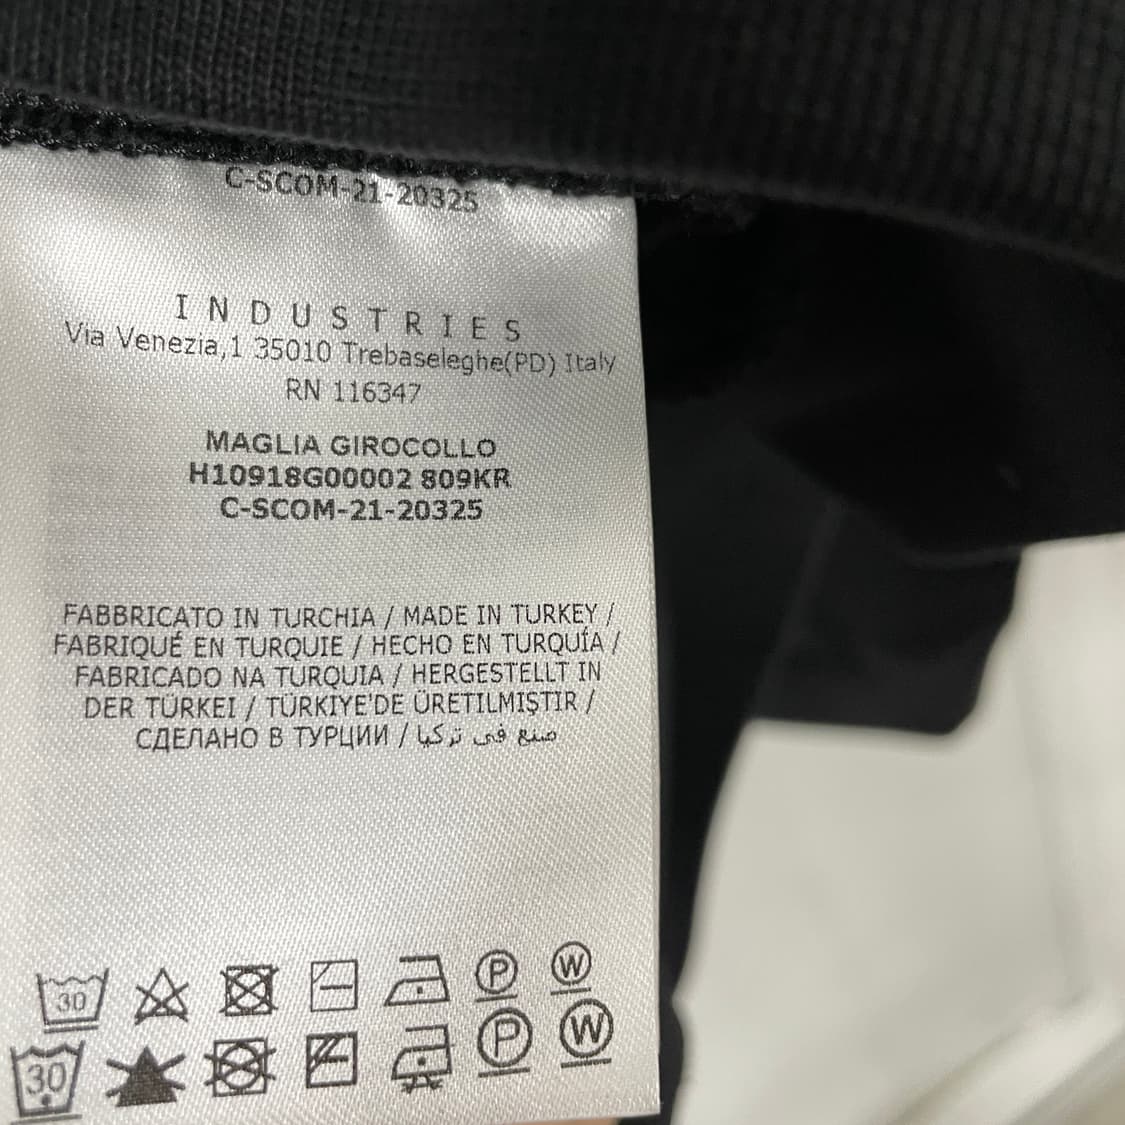 C-SCOM-21-20325
INDUSTRIES
Via Venezia,1 35010 Trebaseleghe(PD) Italy
RN 116347
MAGLIA GIROCOLLO
H10918G00002 809KR
C-SCOM-21-20325
FABBRICATO IN TURCHIA / MADE IN TURKEY /
FABRIQUÉ EN TURQUIE / HECHO EN TURQUÍA /
FABRICADO NA TURQUIA / HERGESTELLT IN
DER TÜRKEI / TÜRKIYE'DE ÜRETILMIŞTIR /
СДЕЛАНО В ТУРЦИИ / صنع في تركيا
30 P W
30 P W